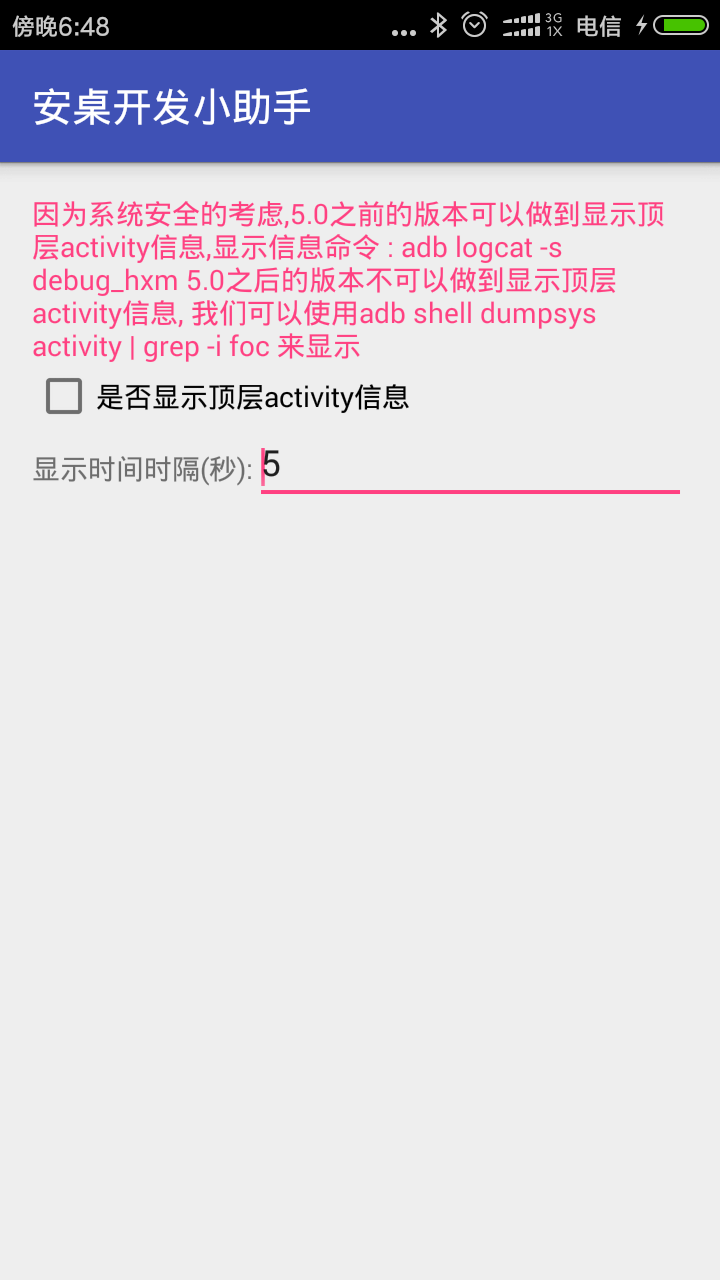 傍晚6:48 3G 1X 电信
安桌开发小助手
因为系统安全的考虑,5.0之前的版本可以做到显示顶
层activity信息,显示信息命令 : adb logcat -s
debug_hxm 5.0之后的版本不可以做到显示顶层
activity信息, 我们可以使用adb shell dumpsys
activity | grep -i foc 来显示
是否显示顶层activity信息
显示时间时隔(秒): 5